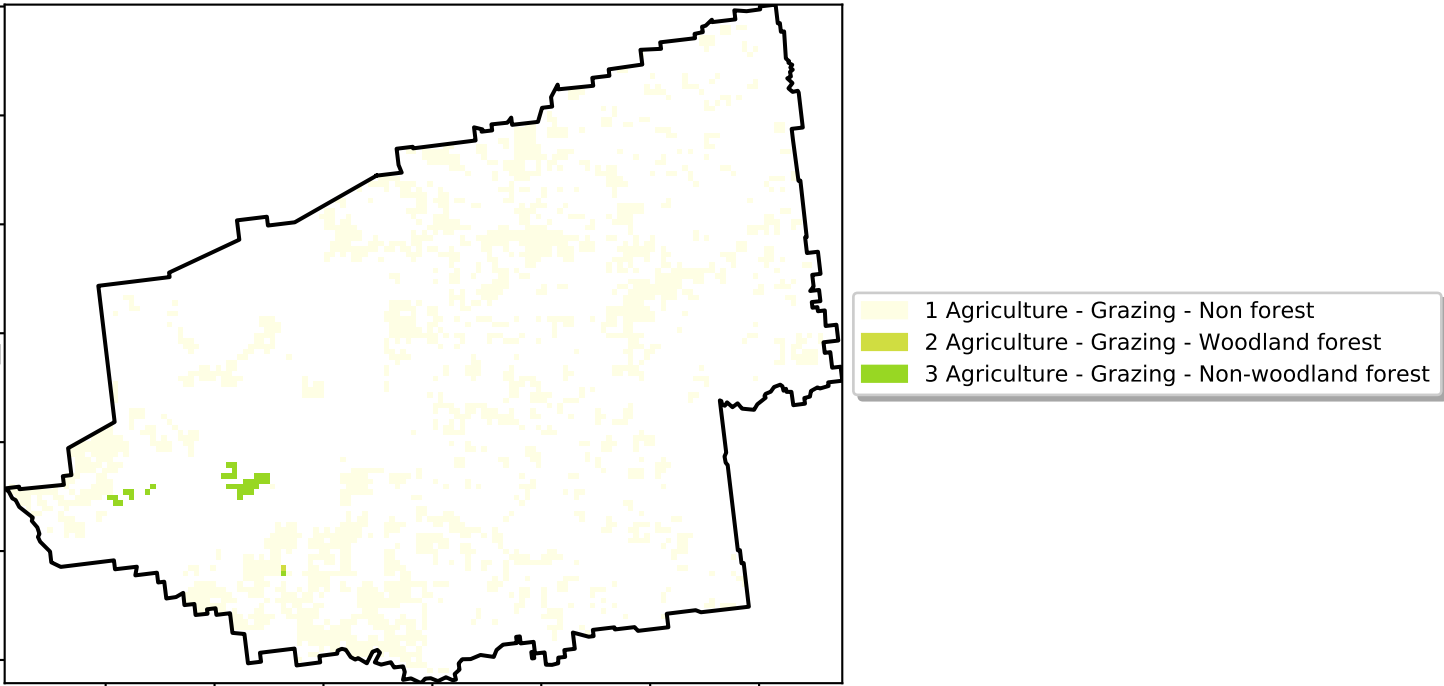 1 Agriculture - Grazing - Non forest
2 Agriculture - Grazing - Woodland forest
3 Agriculture - Grazing - Non-woodland forest